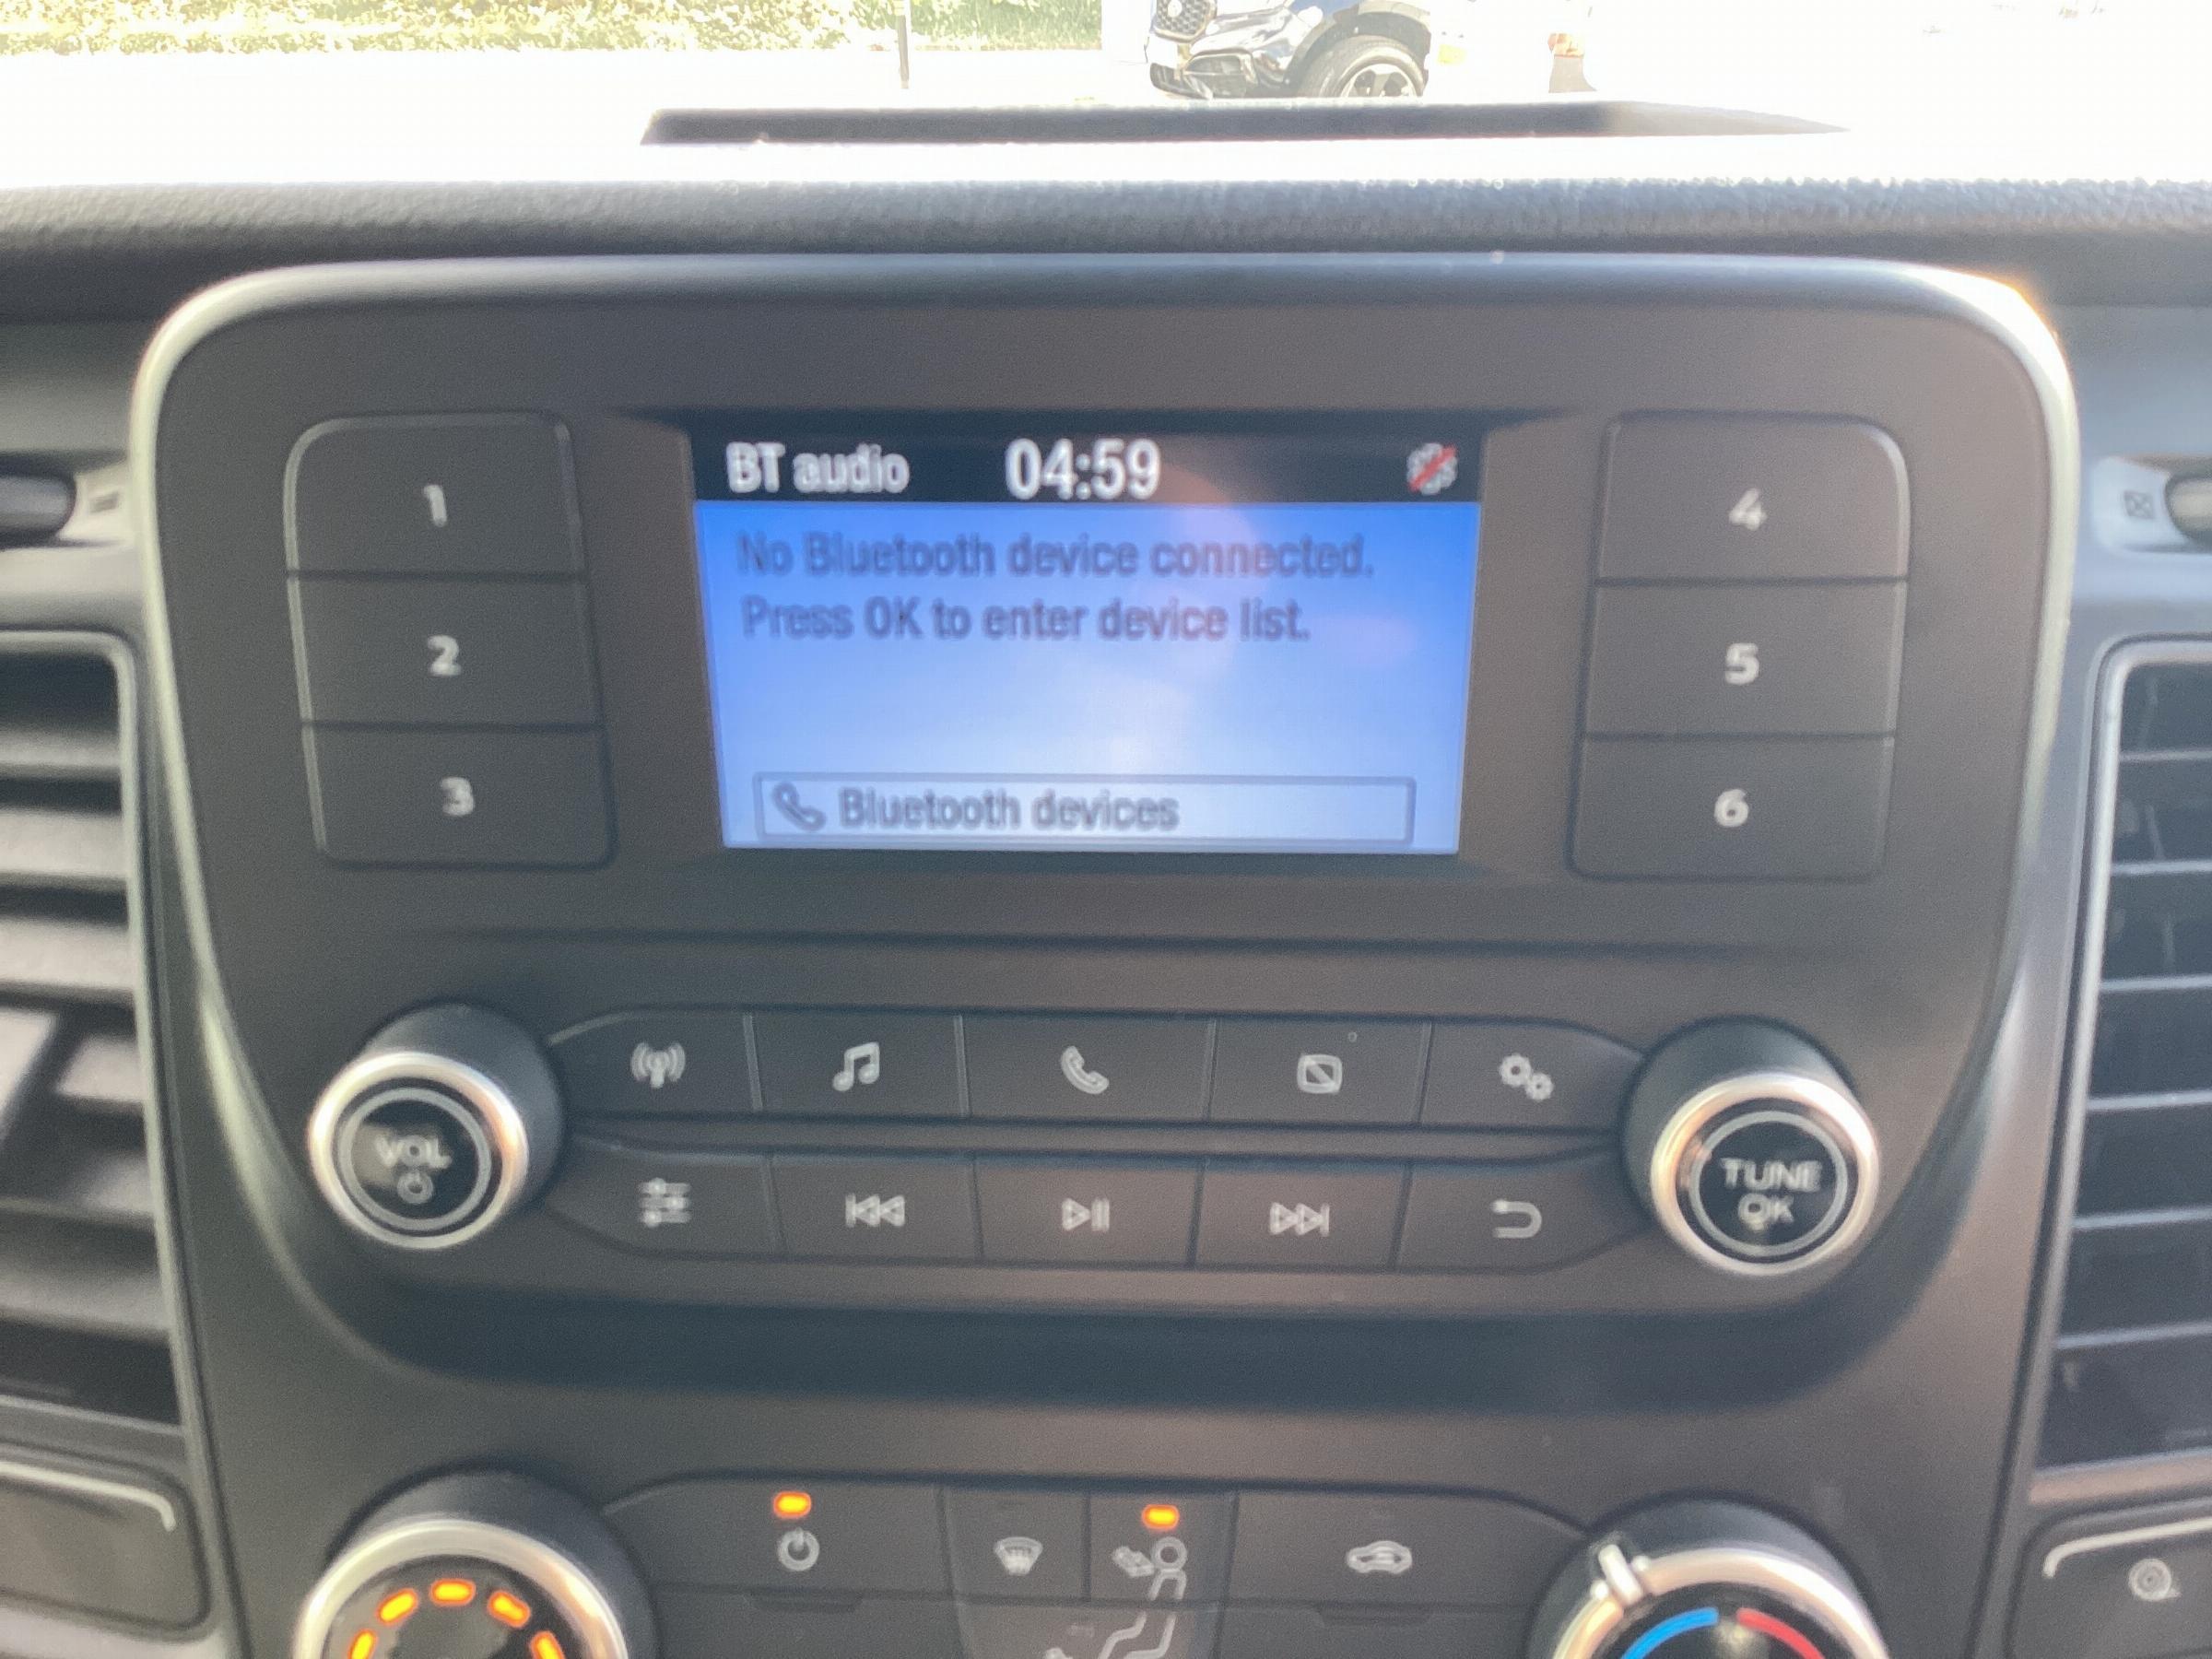 BT audio 04:59
No Bluetooth device connected.
Press OK to enter device list.
Bluetooth devices
1
2
3
4
5
6
VOL
TUNE
OK